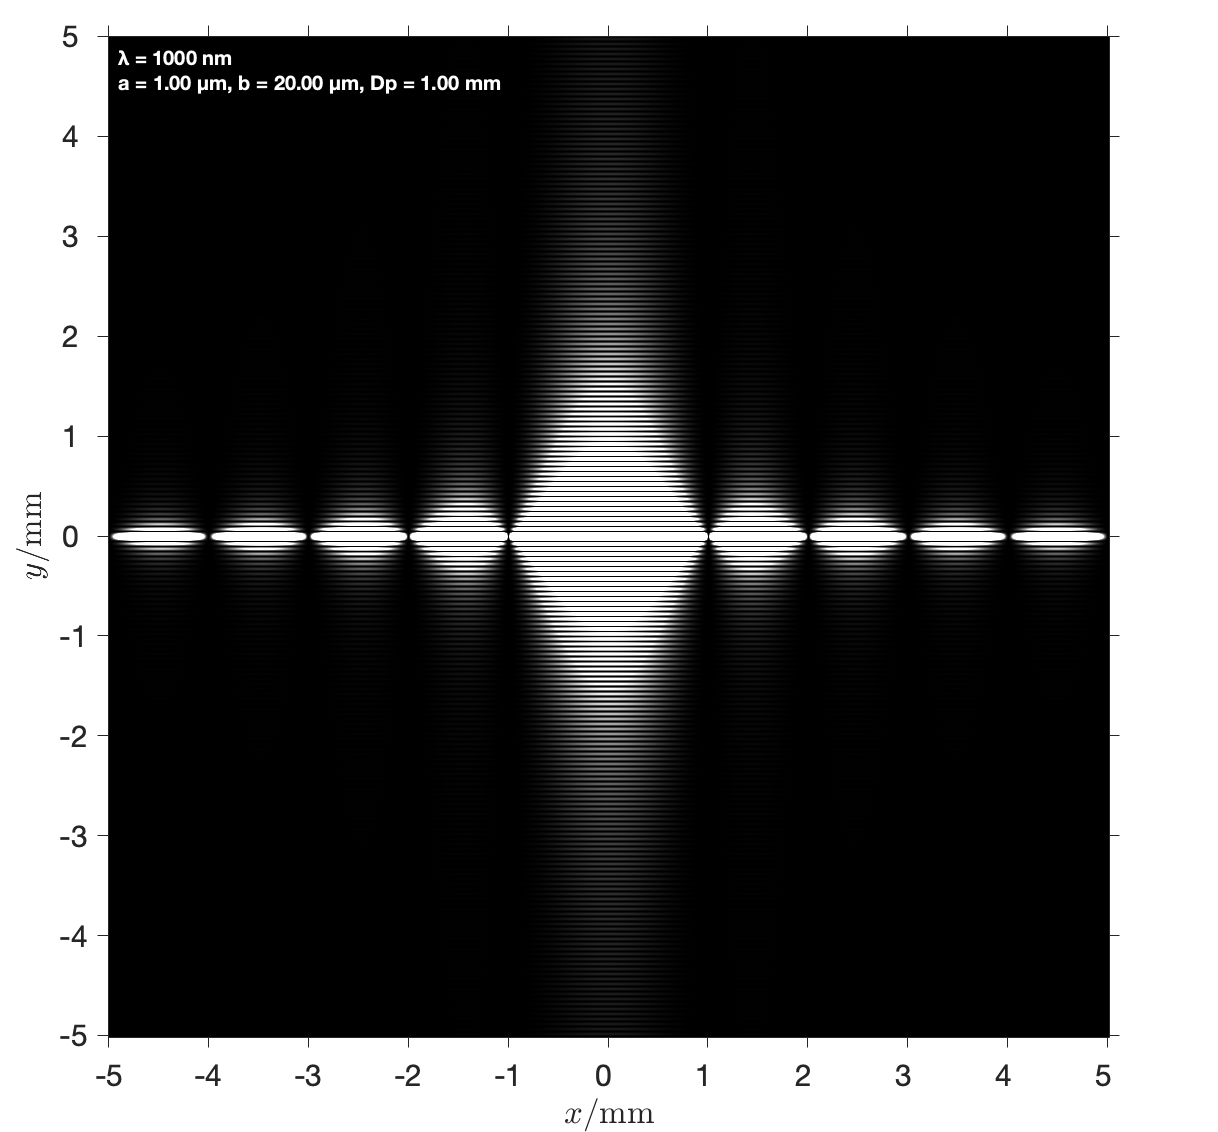 λ = 1000 nm
a = 1.00 µm, b = 20.00 µm, Dp = 1.00 mm
5
4
3
2
1
0
-1
-2
-3
-4
-5
y/mm
-5 -4 -3 -2 -1 0 1 2 3 4 5
x/mm